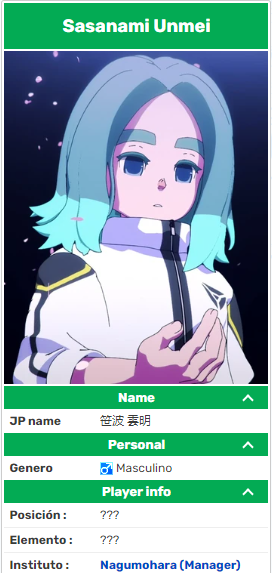 Sasanami Unmei
Name
JP name 笹波 雲明
Personal
Genero Masculino
Player info
Posición : ???
Elemento : ???
Instituto : Nagumohara (Manager)